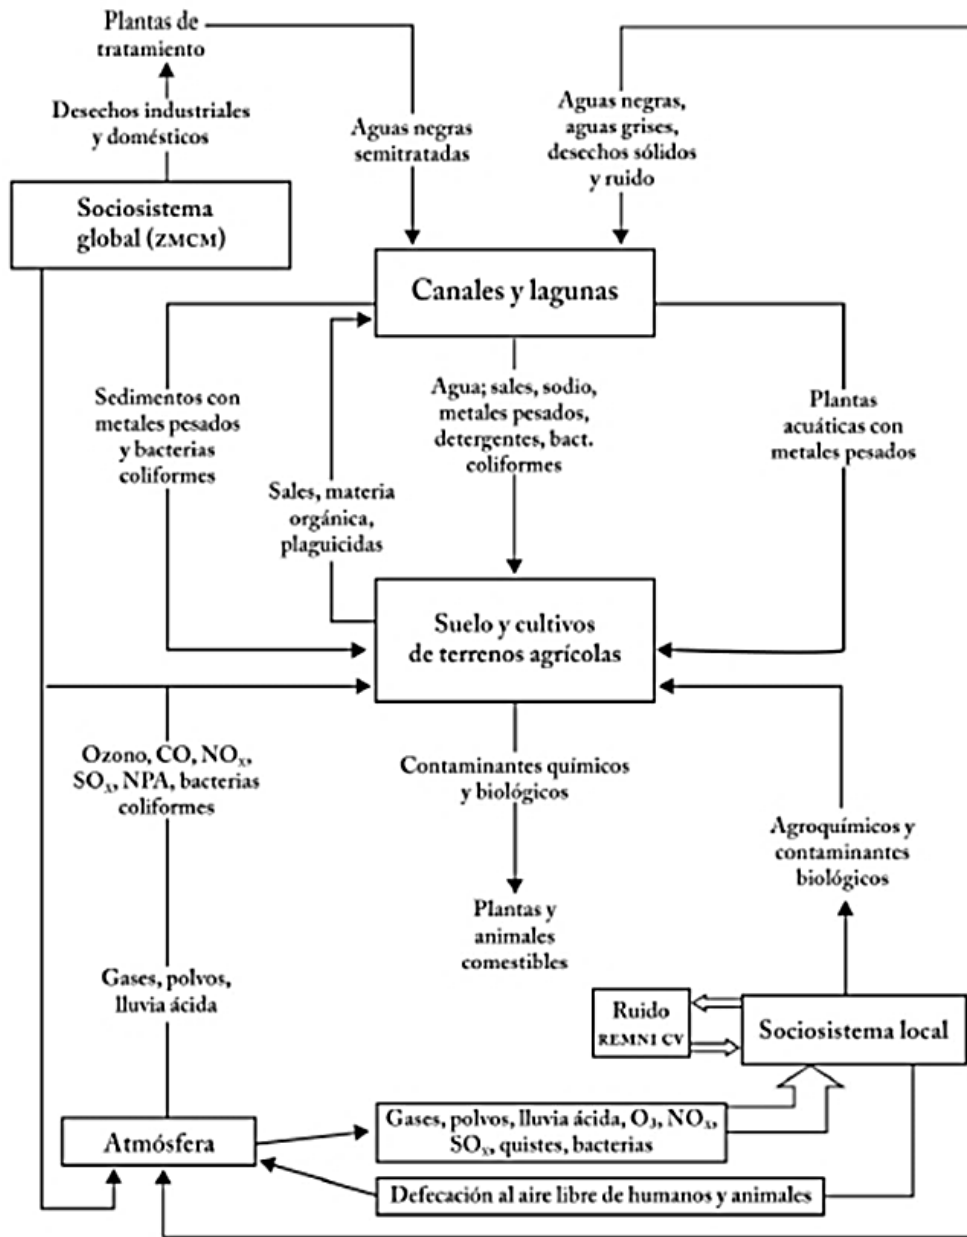 Plantas de
tratamiento
Desechos industriales
y domésticos
Sociosistema
global (ZMCM)
Aguas negras
semitratadas
Aguas negras,
aguas grises,
desechos sólidos
y ruido
Canales y lagunas
Sedimentos con
metales pesados
y bacterias
coliformes
Sales, materia
orgánica,
plaguicidas
Agua; sales, sodio,
metales pesados,
detergentes, bact.
coliformes
Plantas
acuáticas con
metales pesados
Suelo y cultivos
de terrenos agrícolas
Ozono, CO, NOx,
SOx, NPA, bacterias
coliformes
Contaminantes químicos
y biológicos
Agroquímicos y
contaminantes
biológicos
Plantas y
animales
comestibles
Gases, polvos,
lluvia ácida
Ruido
REMNI CV
Sociosistema local
Atmósfera
Gases, polvos, lluvia ácida, O3, NOx,
SOx, quistes, bacterias
Defecación al aire libre de humanos y animales